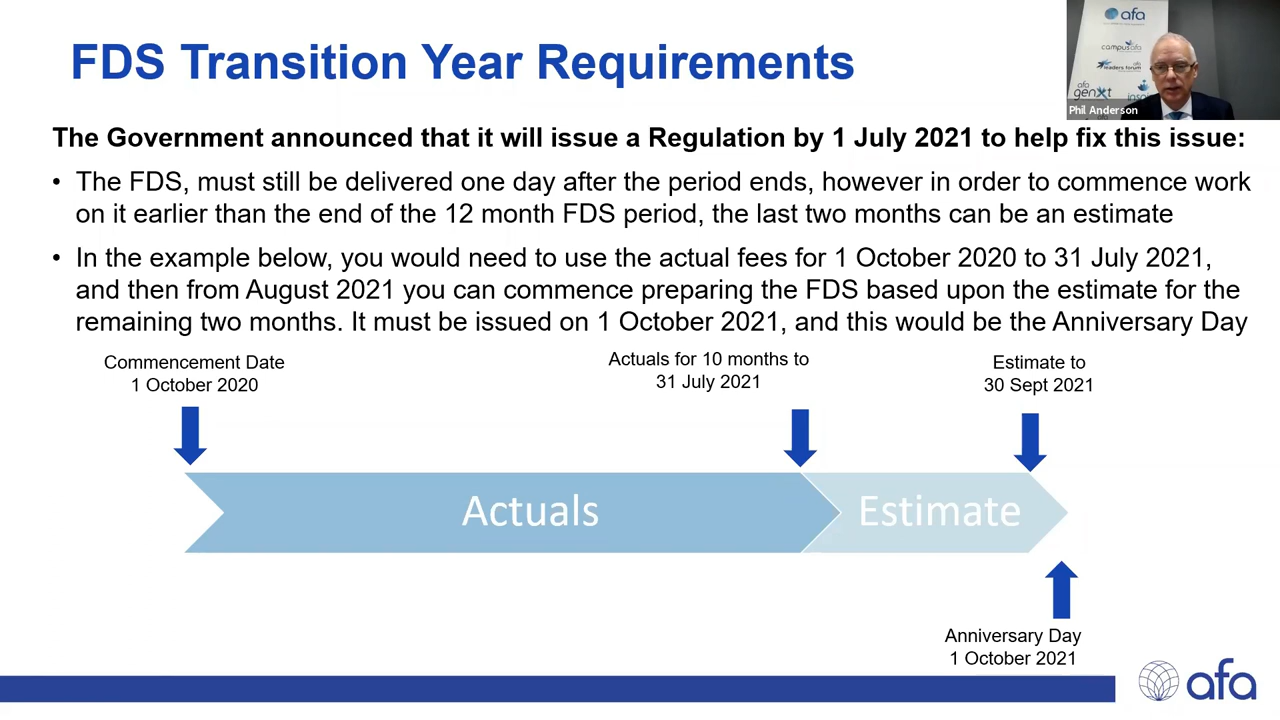 FDS Transition Year Requirements
afa
campusafa
afa
leaders forum
afa
genxt
Phil Anderson
The Government announced that it will issue a Regulation by 1 July 2021 to help fix this issue:
• The FDS, must still be delivered one day after the period ends, however in order to commence work
on it earlier than the end of the 12 month FDS period, the last two months can be an estimate
• In the example below, you would need to use the actual fees for 1 October 2020 to 31 July 2021,
and then from August 2021 you can commence preparing the FDS based upon the estimate for the
remaining two months. It must be issued on 1 October 2021, and this would be the Anniversary Day
Commencement Date
1 October 2020
Actuals for 10 months to
31 July 2021
Estimate to
30 Sept 2021
Actuals
Estimate
Anniversary Day
1 October 2021
afa